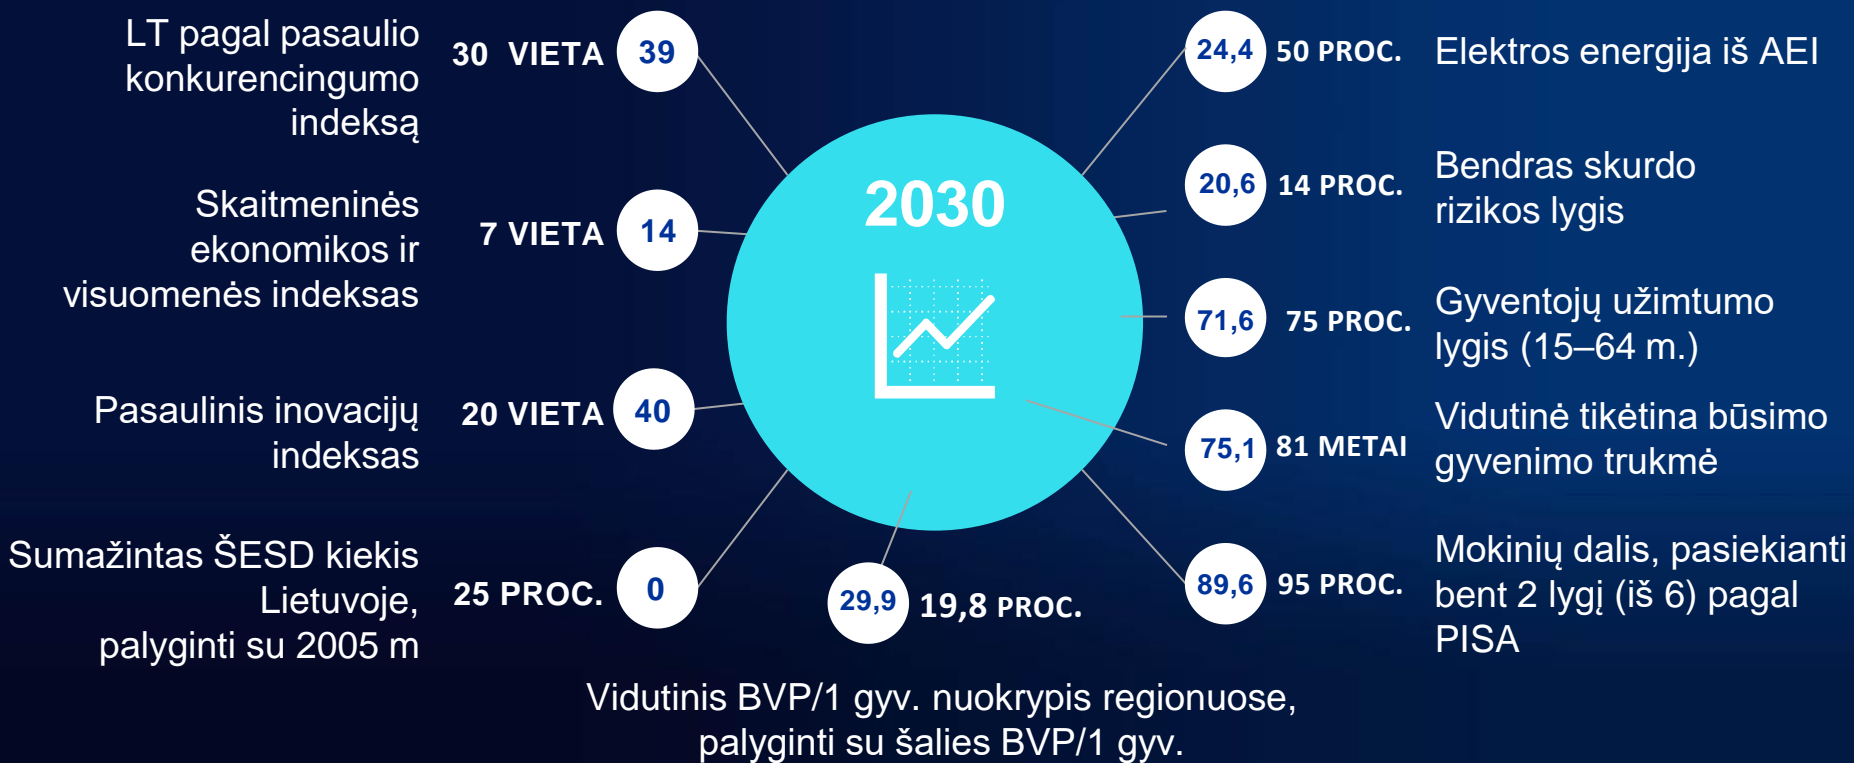 LT pagal pasaulio
konkurencingumo
indeksą
30 VIETA
39
Skaitmeninės
ekonomikos ir
visuomenės indeksas
7 VIETA
14
Pasaulinis inovacijų
indeksas
20 VIETA
40
Sumažintas ŠESD kiekis
Lietuvoje,
palyginti su 2005 m
25 PROC.
0
2030
29,9
19,8 PROC.
Vidutinis BVP/1 gyv. nuokrypis regionuose,
palyginti su šalies BVP/1 gyv.
24,4
50 PROC.
Elektros energija iš AEI
20,6
14 PROC.
Bendras skurdo
rizikos lygis
71,6
75 PROC.
Gyventojų užimtumo
lygis (15–64 m.)
75,1
81 METAI
Vidutinė tikėtina būsimo
gyvenimo trukmė
89,6
95 PROC.
Mokinių dalis, pasiekianti
bent 2 lygį (iš 6) pagal
PISA